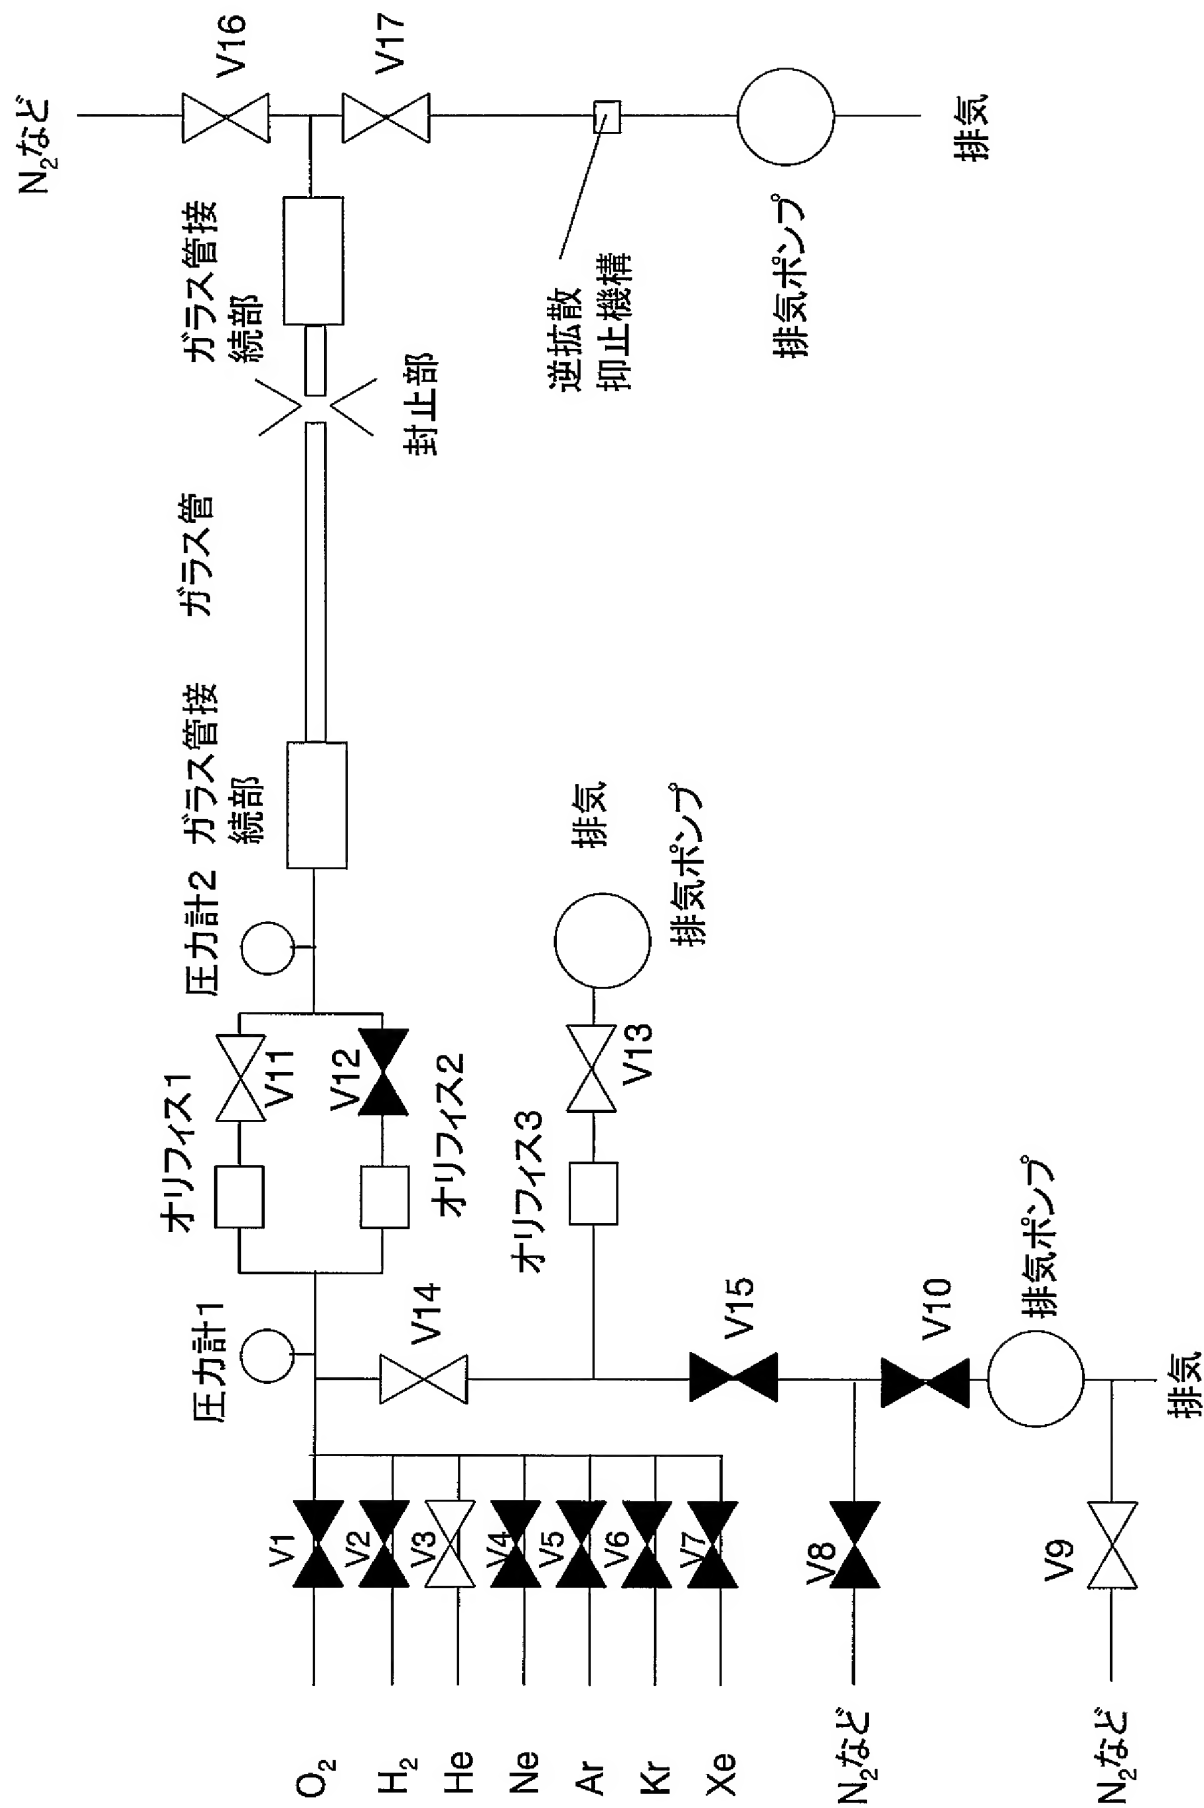 O2
H2
He
Ne
Ar
Kr
Xe
N2など
N2など
V1
V2
V3
V4
V5
V6
V7
V8
V9
圧力計1
V14
V15
V10
排気ポンプ
排気
オリフィス1
V11
V12
オリフィス2
オリフィス3
V13
排気
排気ポンプ
圧力計2
ガラス管接
続部
ガラス管
封止部
ガラス管接
続部
N2など
V16
V17
逆拡散
抑止機構
排気ポンプ
排気